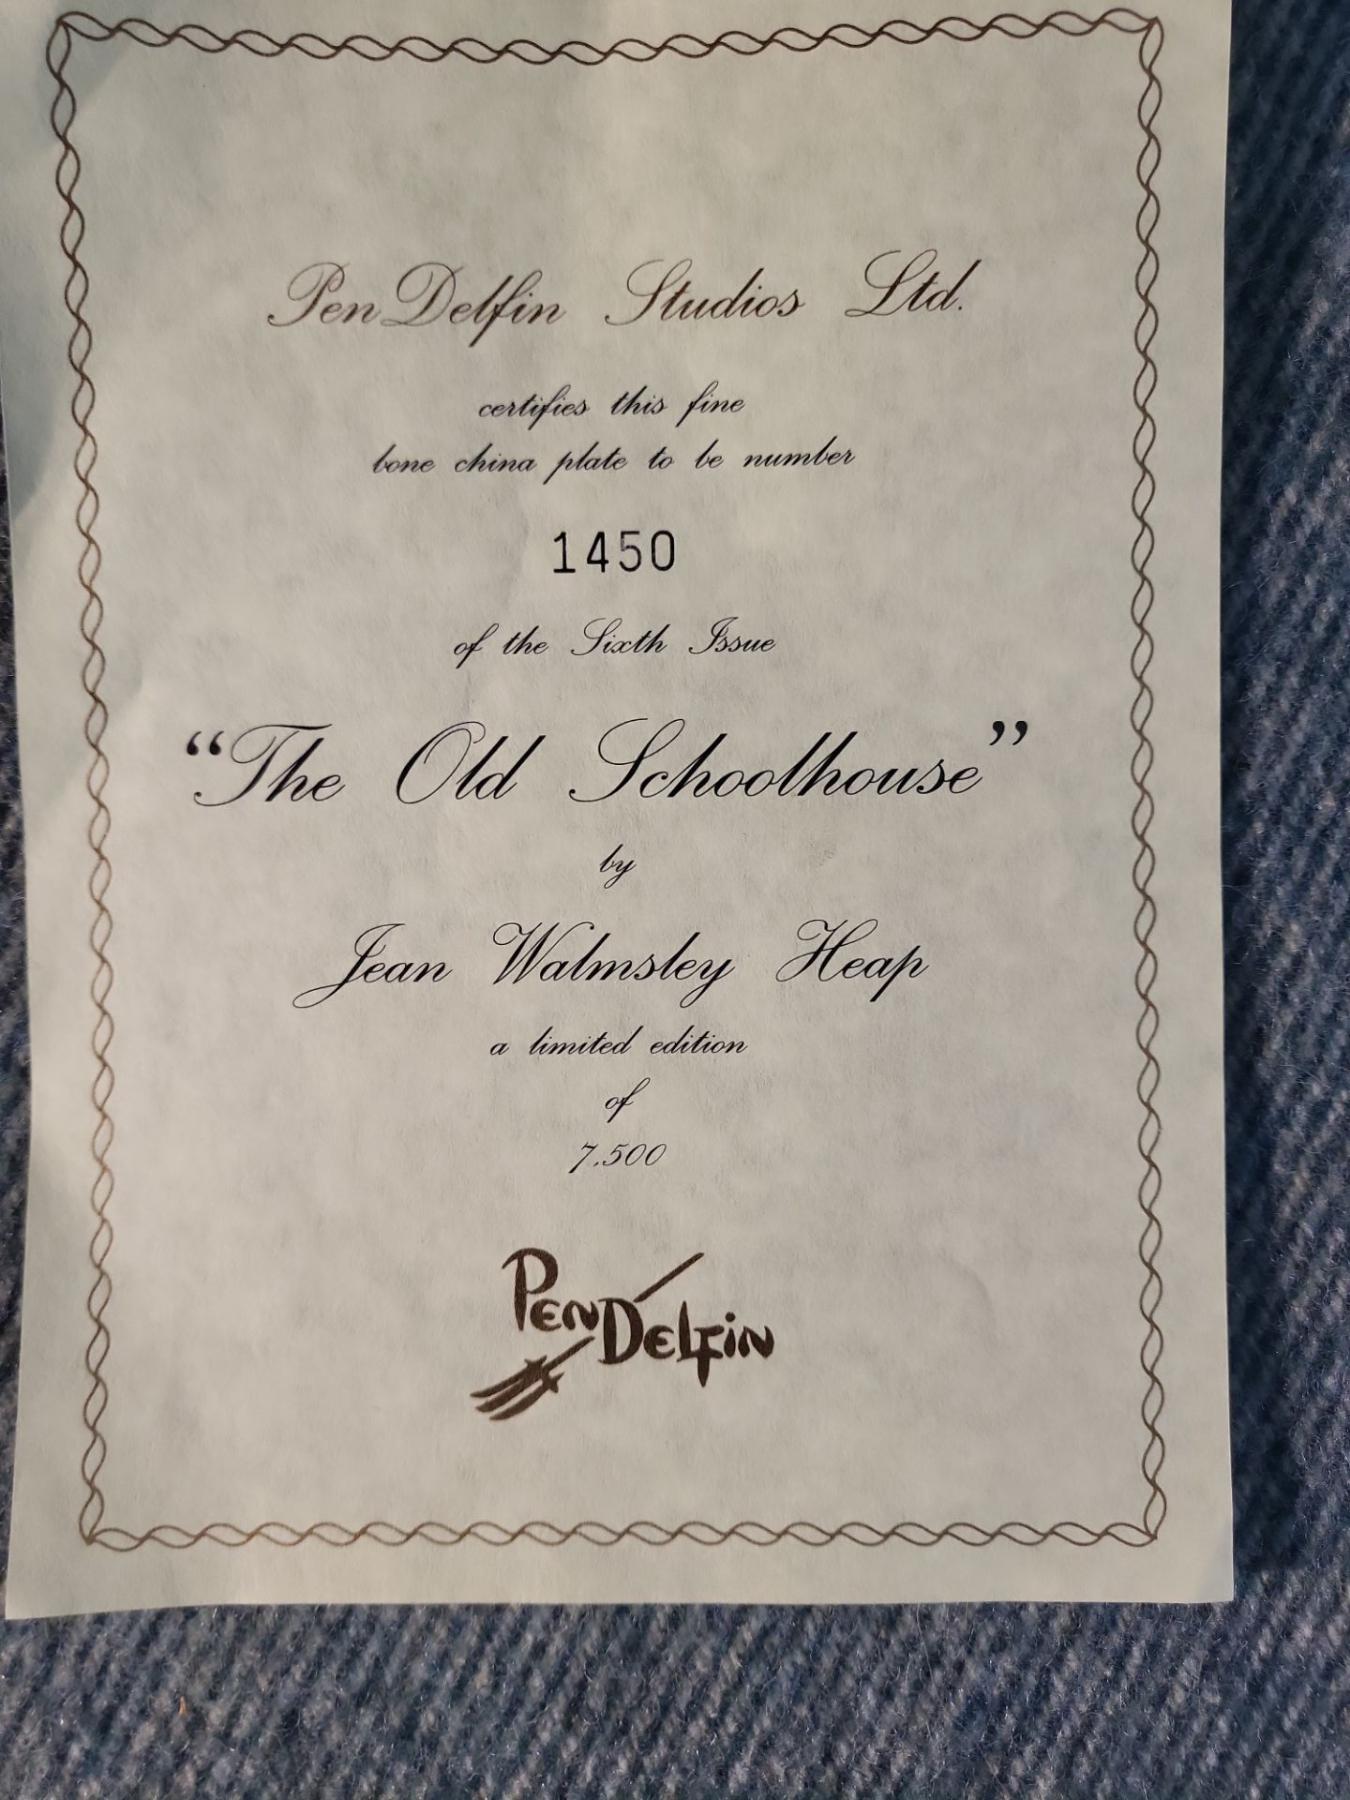 PenDelfin Studios Ltd.
certifies this fine
bone china plate to be number
1450
of the Sixth Issue
“The Old Schoolhouse”
by
Jean Walmsley Heap
a limited edition
of
7,500
PENDELFIN